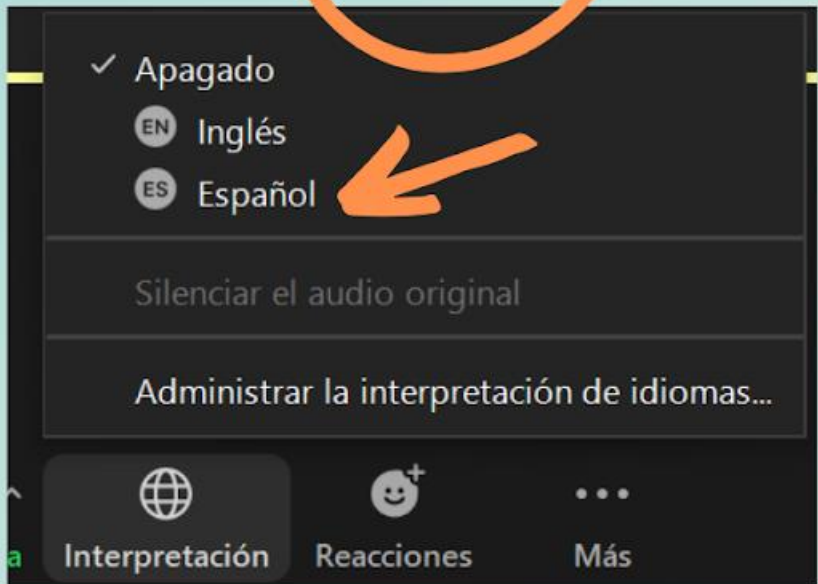 Apagado
EN Inglés
ES Español
Silenciar el audio original
Administrar la interpretación de idiomas...
a Interpretación Reacciones Más